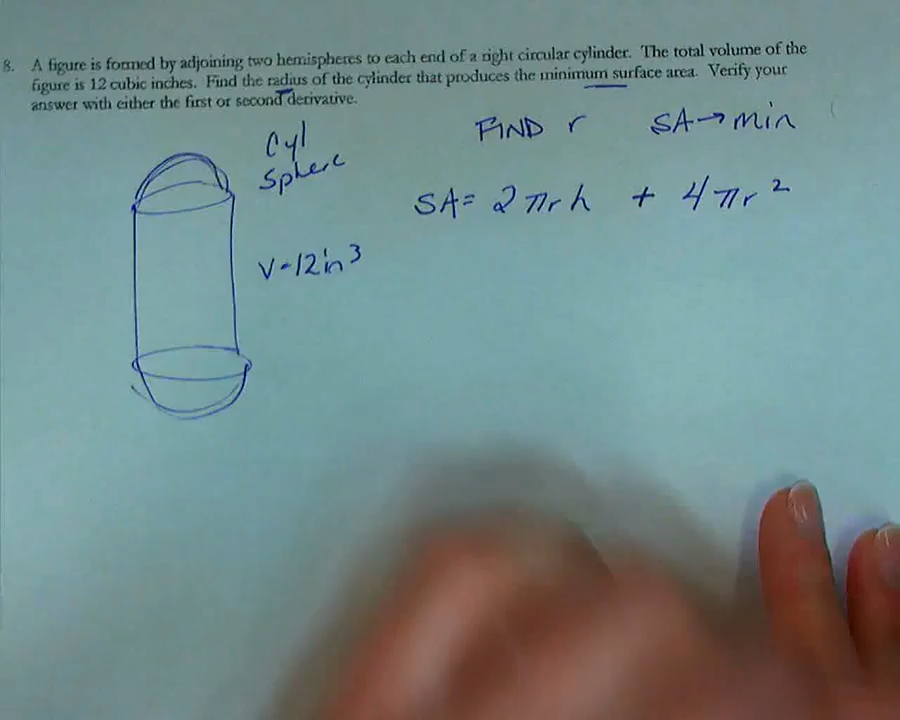 8. A figure is formed by adjoining two hemispheres to each end of a right circular cylinder. The total volume of the
figure is 12 cubic inches. Find the radius of the cylinder that produces the minimum surface area. Verify your
answer with either the first or second derivative.
FIND r SA→min
Cyl
Sphere
SA= 2πrh + 4πr²
V=12in³